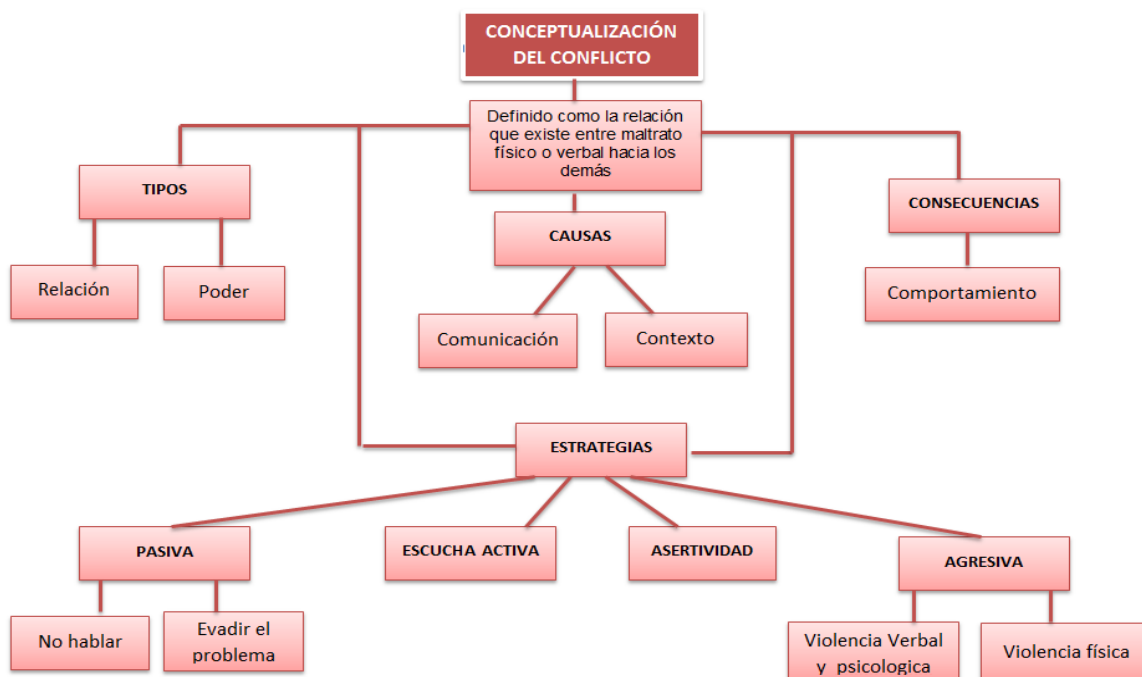 CONCEPTUALIZACIÓN
DEL CONFLICTO
Definido como la relación
que existe entre maltrato
físico o verbal hacia los
demás
TIPOS
CONSECUENCIAS
CAUSAS
Relación
Poder
Comportamiento
Comunicación
Contexto
ESTRATEGIAS
PASIVA
ESCUCHA ACTIVA
ASERTIVIDAD
AGRESIVA
No hablar
Evadir el
problema
Violencia Verbal
y psicologica
Violencia física